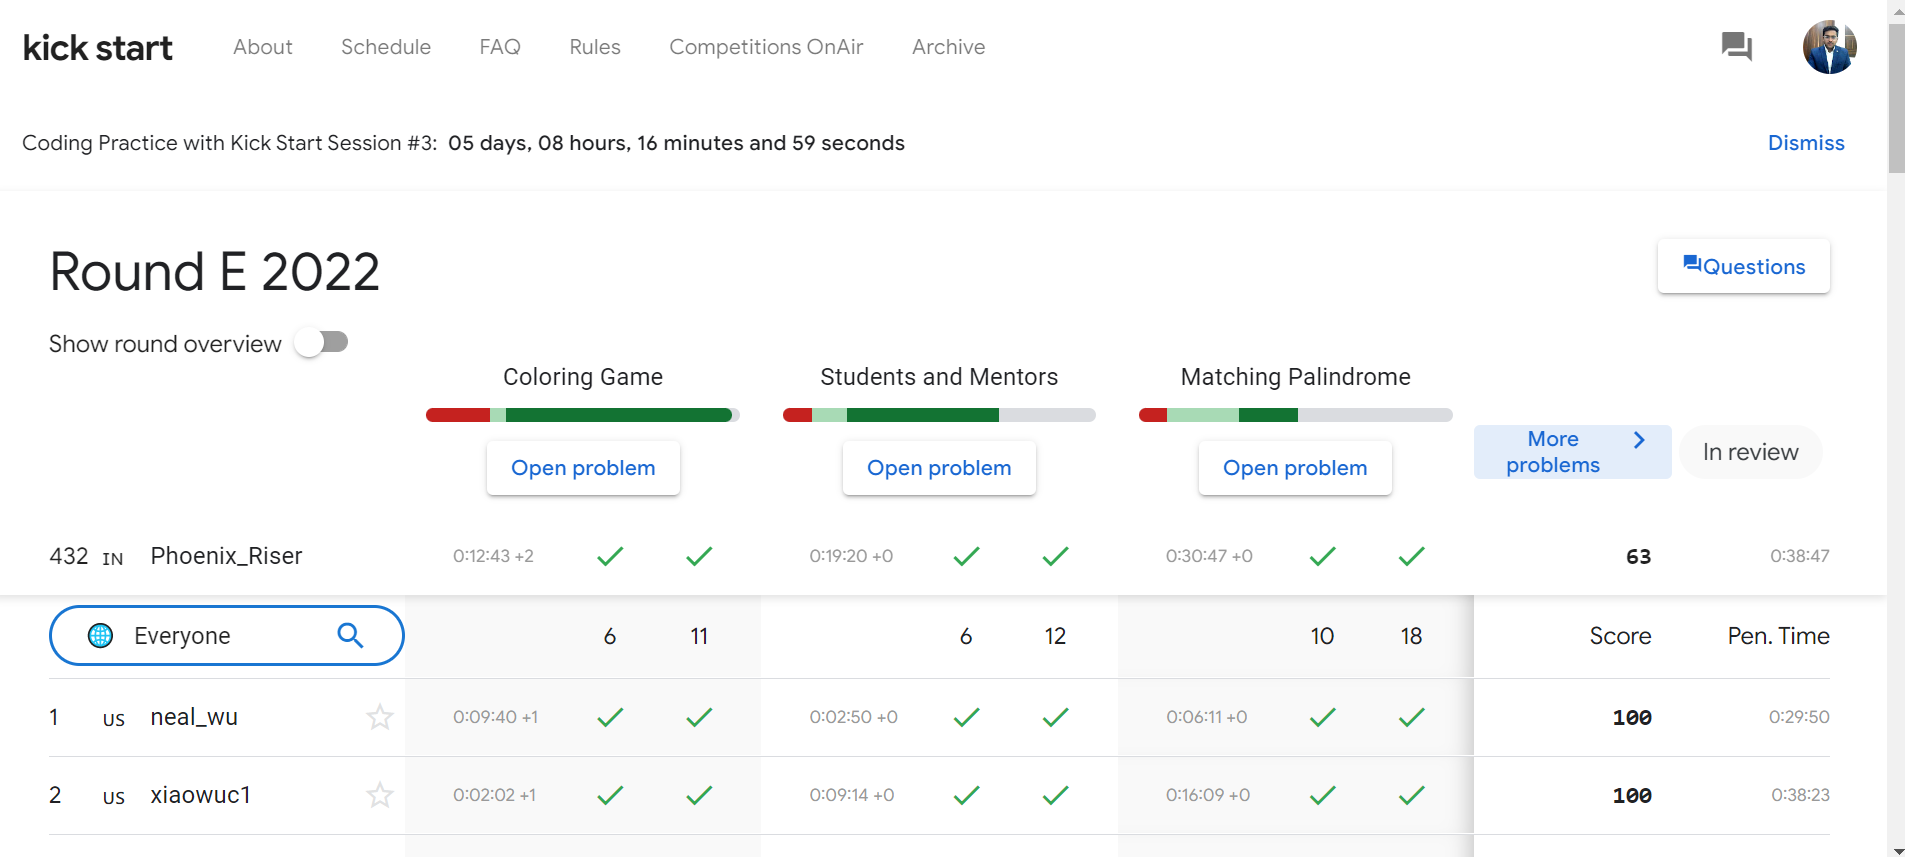 kick start About Schedule FAQ Rules Competitions OnAir Archive
Coding Practice with Kick Start Session #3: 05 days, 08 hours, 16 minutes and 59 seconds Dismiss
Round E 2022 Questions
Show round overview
Coloring Game Students and Mentors Matching Palindrome
Open problem Open problem Open problem More problems In review
432 IN Phoenix_Riser 0:12:43 +2 0:19:20 +0 0:30:47 +0 63 0:38:47
Everyone 6 11 6 12 10 18 Score Pen. Time
1 US neal_wu 0:09:40 +1 0:02:50 +0 0:06:11 +0 100 0:29:50
2 US xiaowuc1 0:02:02 +1 0:09:14 +0 0:16:09 +0 100 0:38:23